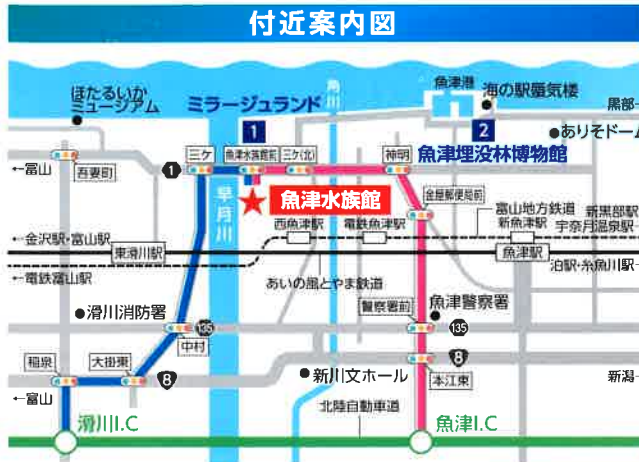 付近案内図
ほたるいか
ミュージアム
ミラージュランド
角川
魚津港
海の駅蜃気楼
黒部→
1
2
ありそドーム
←富山
吾妻町
1
三ケ
魚津水族館前
三ケ(北)
神明
魚津埋没林博物館
早月川
魚津水族館
金屋郵便局前
富山地方鉄道
西魚津駅
電鉄魚津駅
新魚津駅
新黒部駅
宇奈月温泉駅→
←金沢駅・富山駅
東滑川駅
魚津駅
←電鉄富山駅
あいの風とやま鉄道
泊駅・糸魚川駅→
滑川消防署
135
中村
警察署前
魚津警察署
135
稲泉
大掛東
8
新川文ホール
8
本江東
←富山
新潟→
北陸自動車道
滑川I.C
魚津I.C